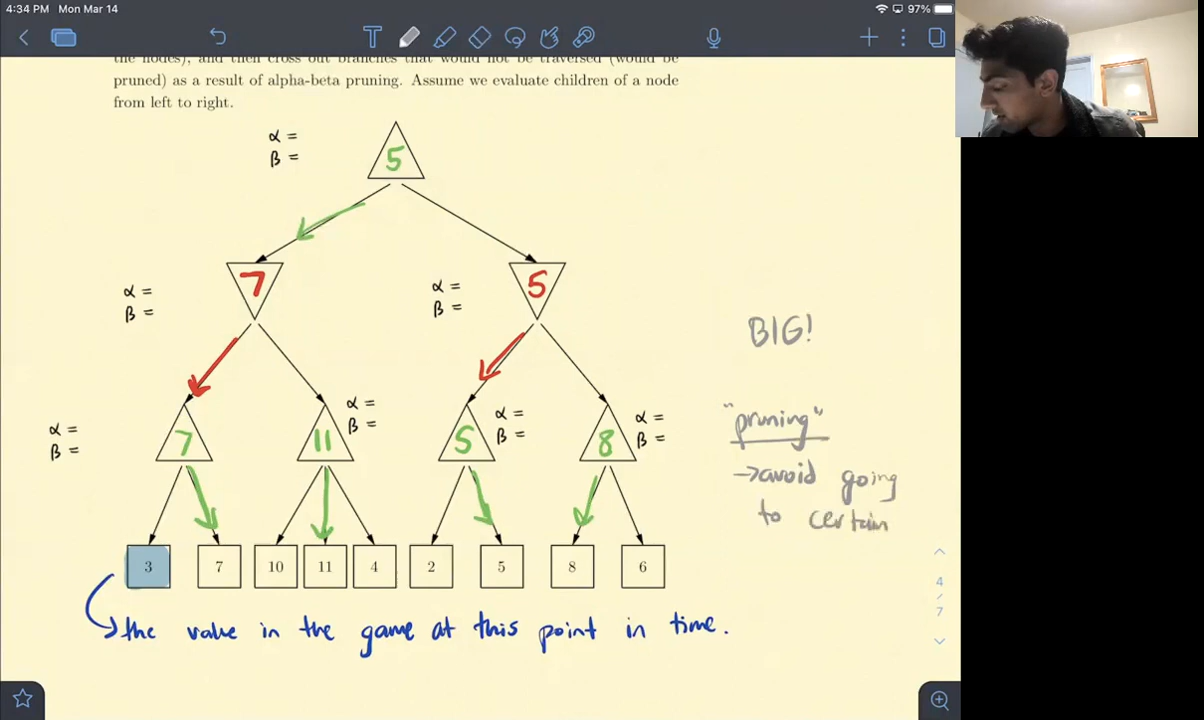 4:34 PM Mon Mar 14
97%
the nodes), and then cross out branches that would not be traversed (would be
pruned) as a result of alpha-beta pruning. Assume we evaluate children of a node
from left to right.
α =
β =
5
α =
β =
7
α =
β =
5
BIG!
α =
β =
7
11
α =
β =
5
α =
β =
8
α =
β =
"pruning"
→avoid going
to certain
3 7 10 11 4 2 5 8 6
4
/
7
the value in the game at this point in time.